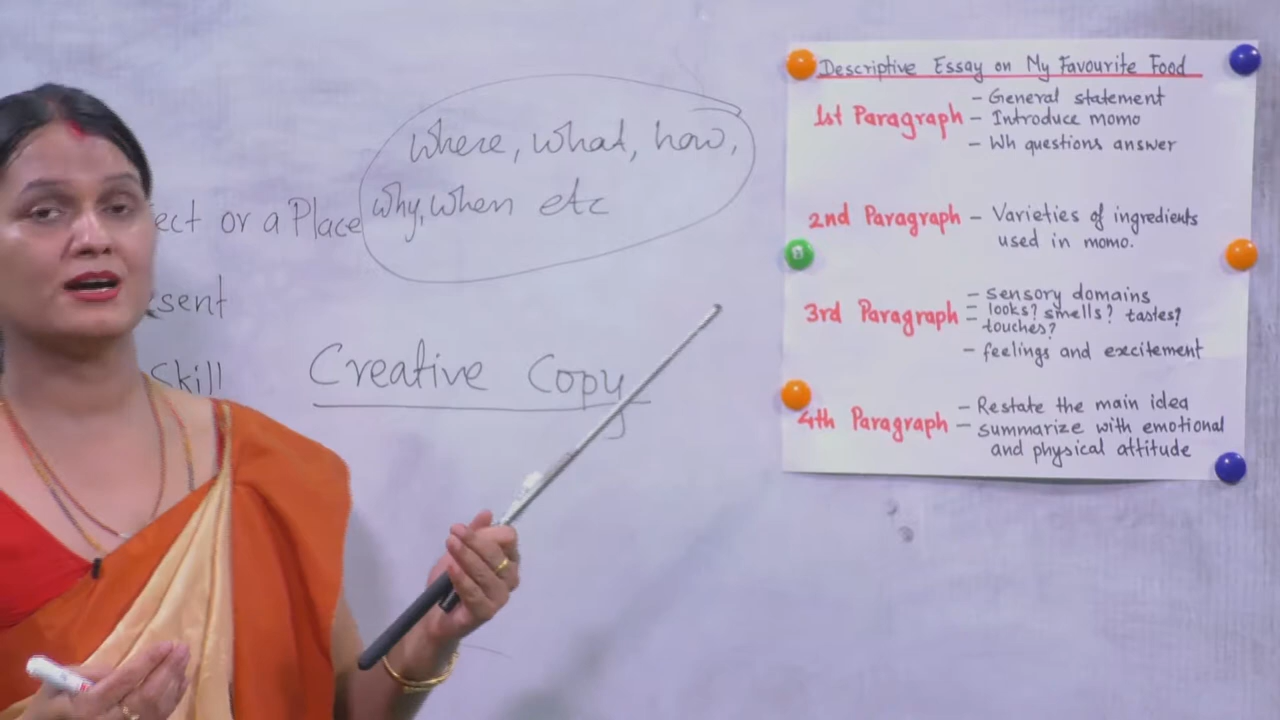 where, what, how,
why, when etc
ect or a Place
sent
Skill
Creative Copy
Descriptive Essay on My Favourite Food
1st Paragraph
- General statement
- Introduce momo
- Wh questions answer
2nd Paragraph
- Varieties of ingredients
used in momo.
3rd Paragraph
- sensory domains
- looks? smells? tastes?
- touches?
- feelings and excitement
4th Paragraph
- Restate the main idea
- summarize with emotional
and physical attitude